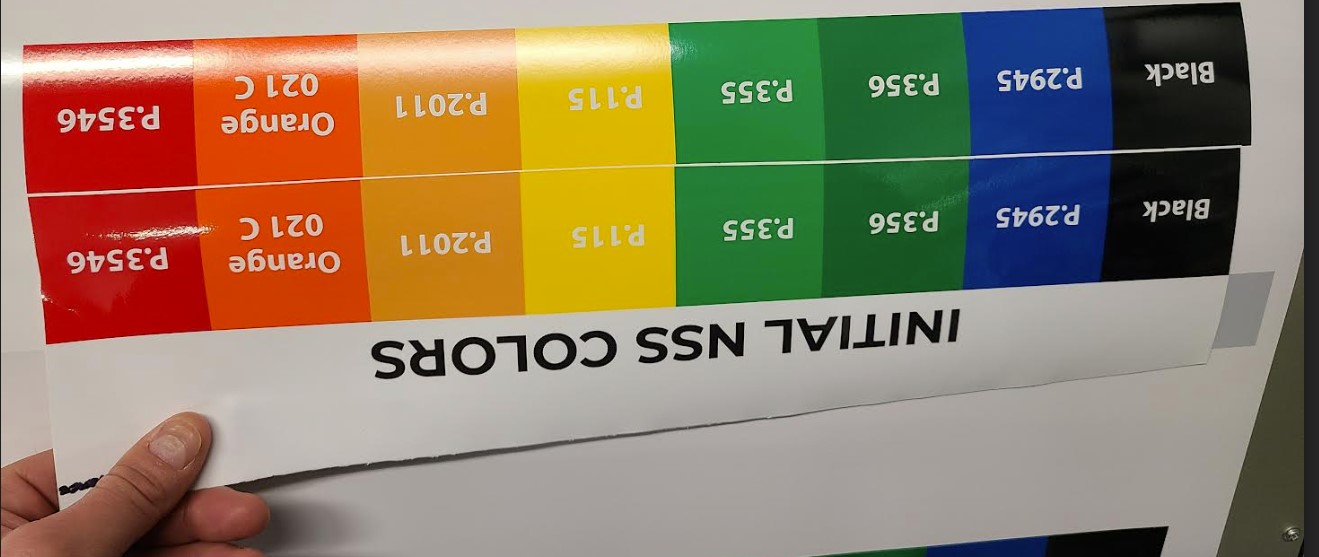 INITIAL NSS COLORS
Black
P.2945
P.356
P.355
P.115
P.2011
Orange
021 C
P.3546
Black
P.2945
P.356
P.355
P.115
P.2011
Orange
021 C
P.3546